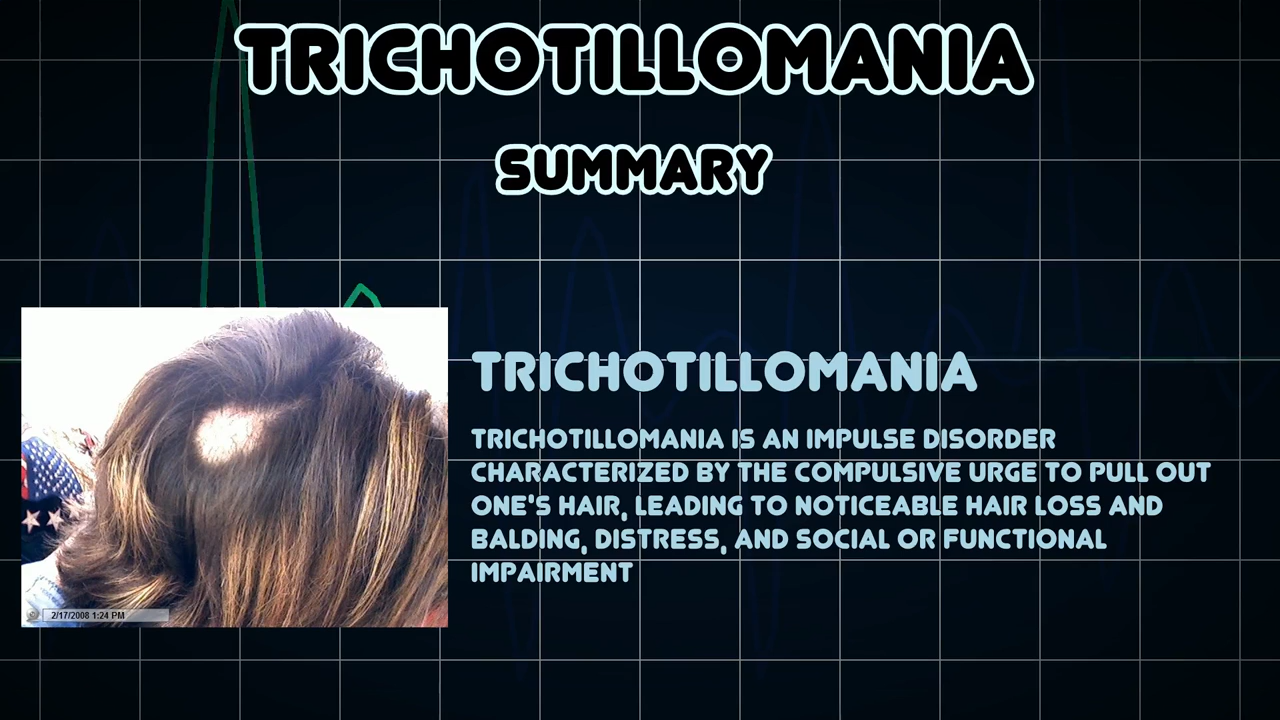 TRICHOTILLOMANIA
SUMMARY
TRICHOTILLOMANIA
TRICHOTILLOMANIA IS AN IMPULSE DISORDER
CHARACTERIZED BY THE COMPULSIVE URGE TO PULL OUT
ONE'S HAIR, LEADING TO NOTICEABLE HAIR LOSS AND
BALDING, DISTRESS, AND SOCIAL OR FUNCTIONAL
IMPAIRMENT
2/17/2008 1:24 PM